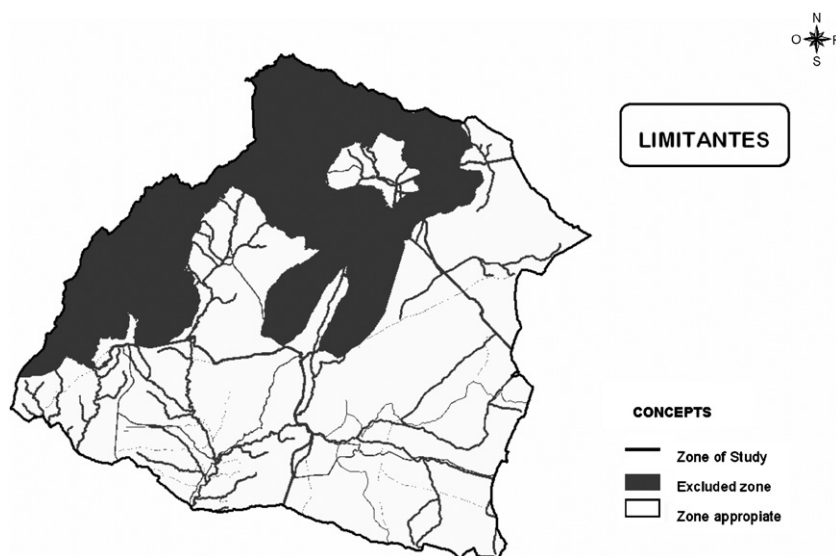 N
O E
S
LIMITANTES
CONCEPTS
Zone of Study
Excluded zone
Zone appropiate